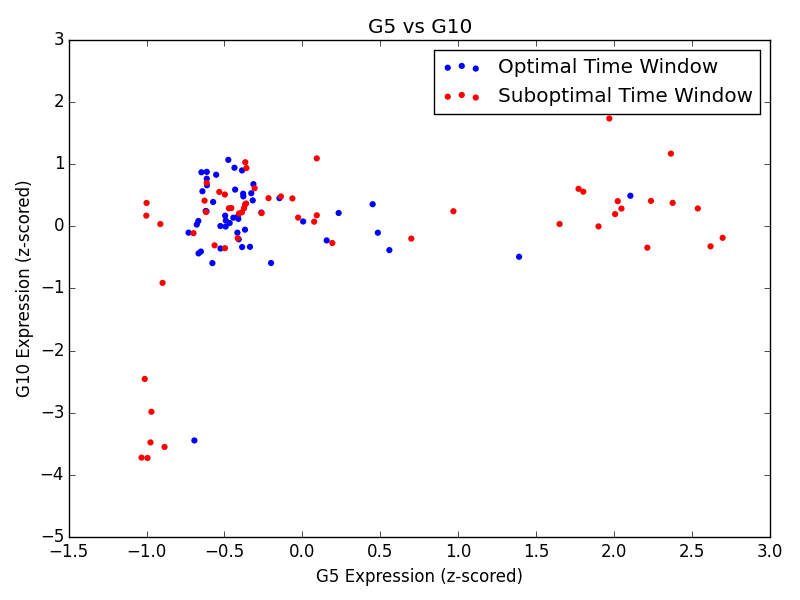 G5 vs G10
Optimal Time Window
Suboptimal Time Window
3
2
1
0
−1
−2
−3
−4
−5
G10 Expression (z-scored)
−1.5 −1.0 −0.5 0.0 0.5 1.0 1.5 2.0 2.5 3.0
G5 Expression (z-scored)